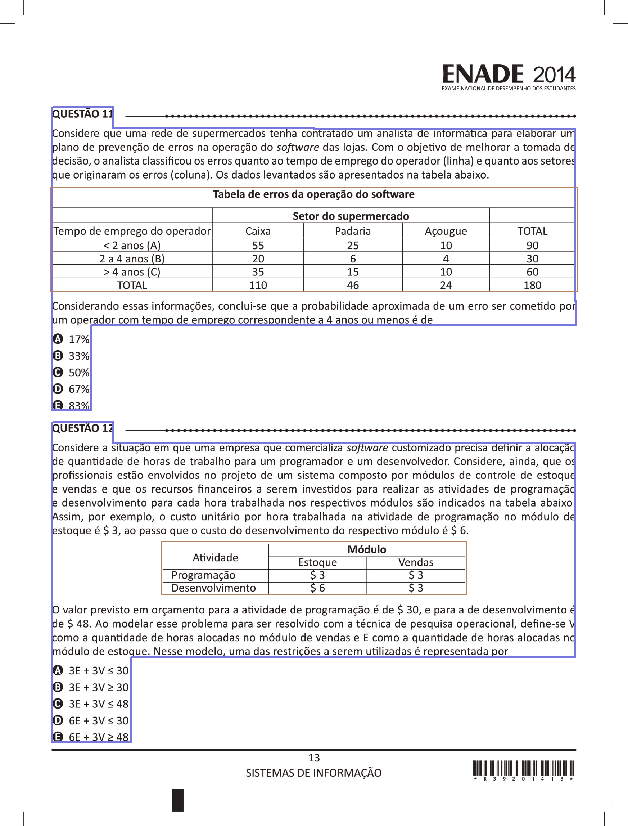 ENADE 2014
EXAME NACIONAL DE DESEMPENHO DOS ESTUDANTES
QUESTÃO 11
Considere que uma rede de supermercados tenha contratado um analista de informática para elaborar um
plano de prevenção de erros na operação do software das lojas. Com o objetivo de melhorar a tomada de
decisão, o analista classificou os erros quanto ao tempo de emprego do operador (linha) e quanto aos setores
que originaram os erros (coluna). Os dados levantados são apresentados na tabela abaixo.
Tabela de erros da operação do software
Setor do supermercado
Tempo de emprego do operador Caixa Padaria Açougue TOTAL
< 2 anos (A) 55 25 10 90
2 a 4 anos (B) 20 6 4 30
> 4 anos (C) 35 15 10 60
TOTAL 110 46 24 180
Considerando essas informações, conclui-se que a probabilidade aproximada de um erro ser cometido por
um operador com tempo de emprego correspondente a 4 anos ou menos é de
A 17%
B 33%
C 50%
D 67%
E 83%
QUESTÃO 12
Considere a situação em que uma empresa que comercializa software customizado precisa definir a alocação
de quantidade de horas de trabalho para um programador e um desenvolvedor. Considere, ainda, que os
profissionais estão envolvidos no projeto de um sistema composto por módulos de controle de estoque
e vendas e que os recursos financeiros a serem investidos para realizar as atividades de programação
e desenvolvimento para cada hora trabalhada nos respectivos módulos são indicados na tabela abaixo.
Assim, por exemplo, o custo unitário por hora trabalhada na atividade de programação no módulo de
estoque é $ 3, ao passo que o custo do desenvolvimento do respectivo módulo é $ 6.
Atividade Módulo
Estoque Vendas
Programação $ 3 $ 3
Desenvolvimento $ 6 $ 3
O valor previsto em orçamento para a atividade de programação é de $ 30, e para a de desenvolvimento é
de $ 48. Ao modelar esse problema para ser resolvido com a técnica de pesquisa operacional, define-se V
como a quantidade de horas alocadas no módulo de vendas e E como a quantidade de horas alocadas no
módulo de estoque. Nesse modelo, uma das restrições a serem utilizadas é representada por
A 3E + 3V ≤ 30
B 3E + 3V ≥ 30
C 3E + 3V ≤ 48
D 6E + 3V ≤ 30
E 6E + 3V ≥ 48
13
SISTEMAS DE INFORMAÇÃO
*R39201413*